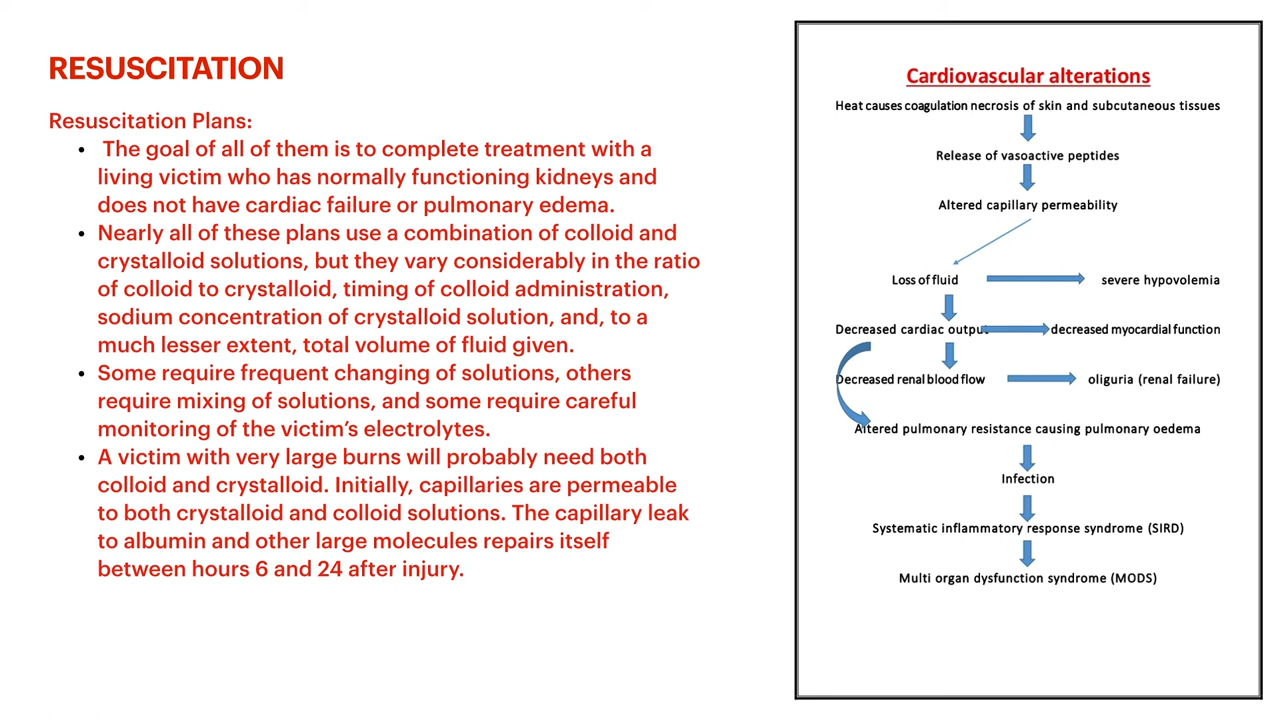 RESUSCITATION
Resuscitation Plans:
• The goal of all of them is to complete treatment with a
living victim who has normally functioning kidneys and
does not have cardiac failure or pulmonary edema.
• Nearly all of these plans use a combination of colloid and
crystalloid solutions, but they vary considerably in the ratio
of colloid to crystalloid, timing of colloid administration,
sodium concentration of crystalloid solution, and, to a
much lesser extent, total volume of fluid given.
• Some require frequent changing of solutions, others
require mixing of solutions, and some require careful
monitoring of the victim’s electrolytes.
• A victim with very large burns will probably need both
colloid and crystalloid. Initially, capillaries are permeable
to both crystalloid and colloid solutions. The capillary leak
to albumin and other large molecules repairs itself
between hours 6 and 24 after injury.
Cardiovascular alterations
Heat causes coagulation necrosis of skin and subcutaneous tissues
Release of vasoactive peptides
Altered capillary permeability
Loss of fluid severe hypovolemia
Decreased cardiac output decreased myocardial function
Decreased renal blood flow oliguria (renal failure)
Altered pulmonary resistance causing pulmonary oedema
Infection
Systematic inflammatory response syndrome (SIRD)
Multi organ dysfunction syndrome (MODS)